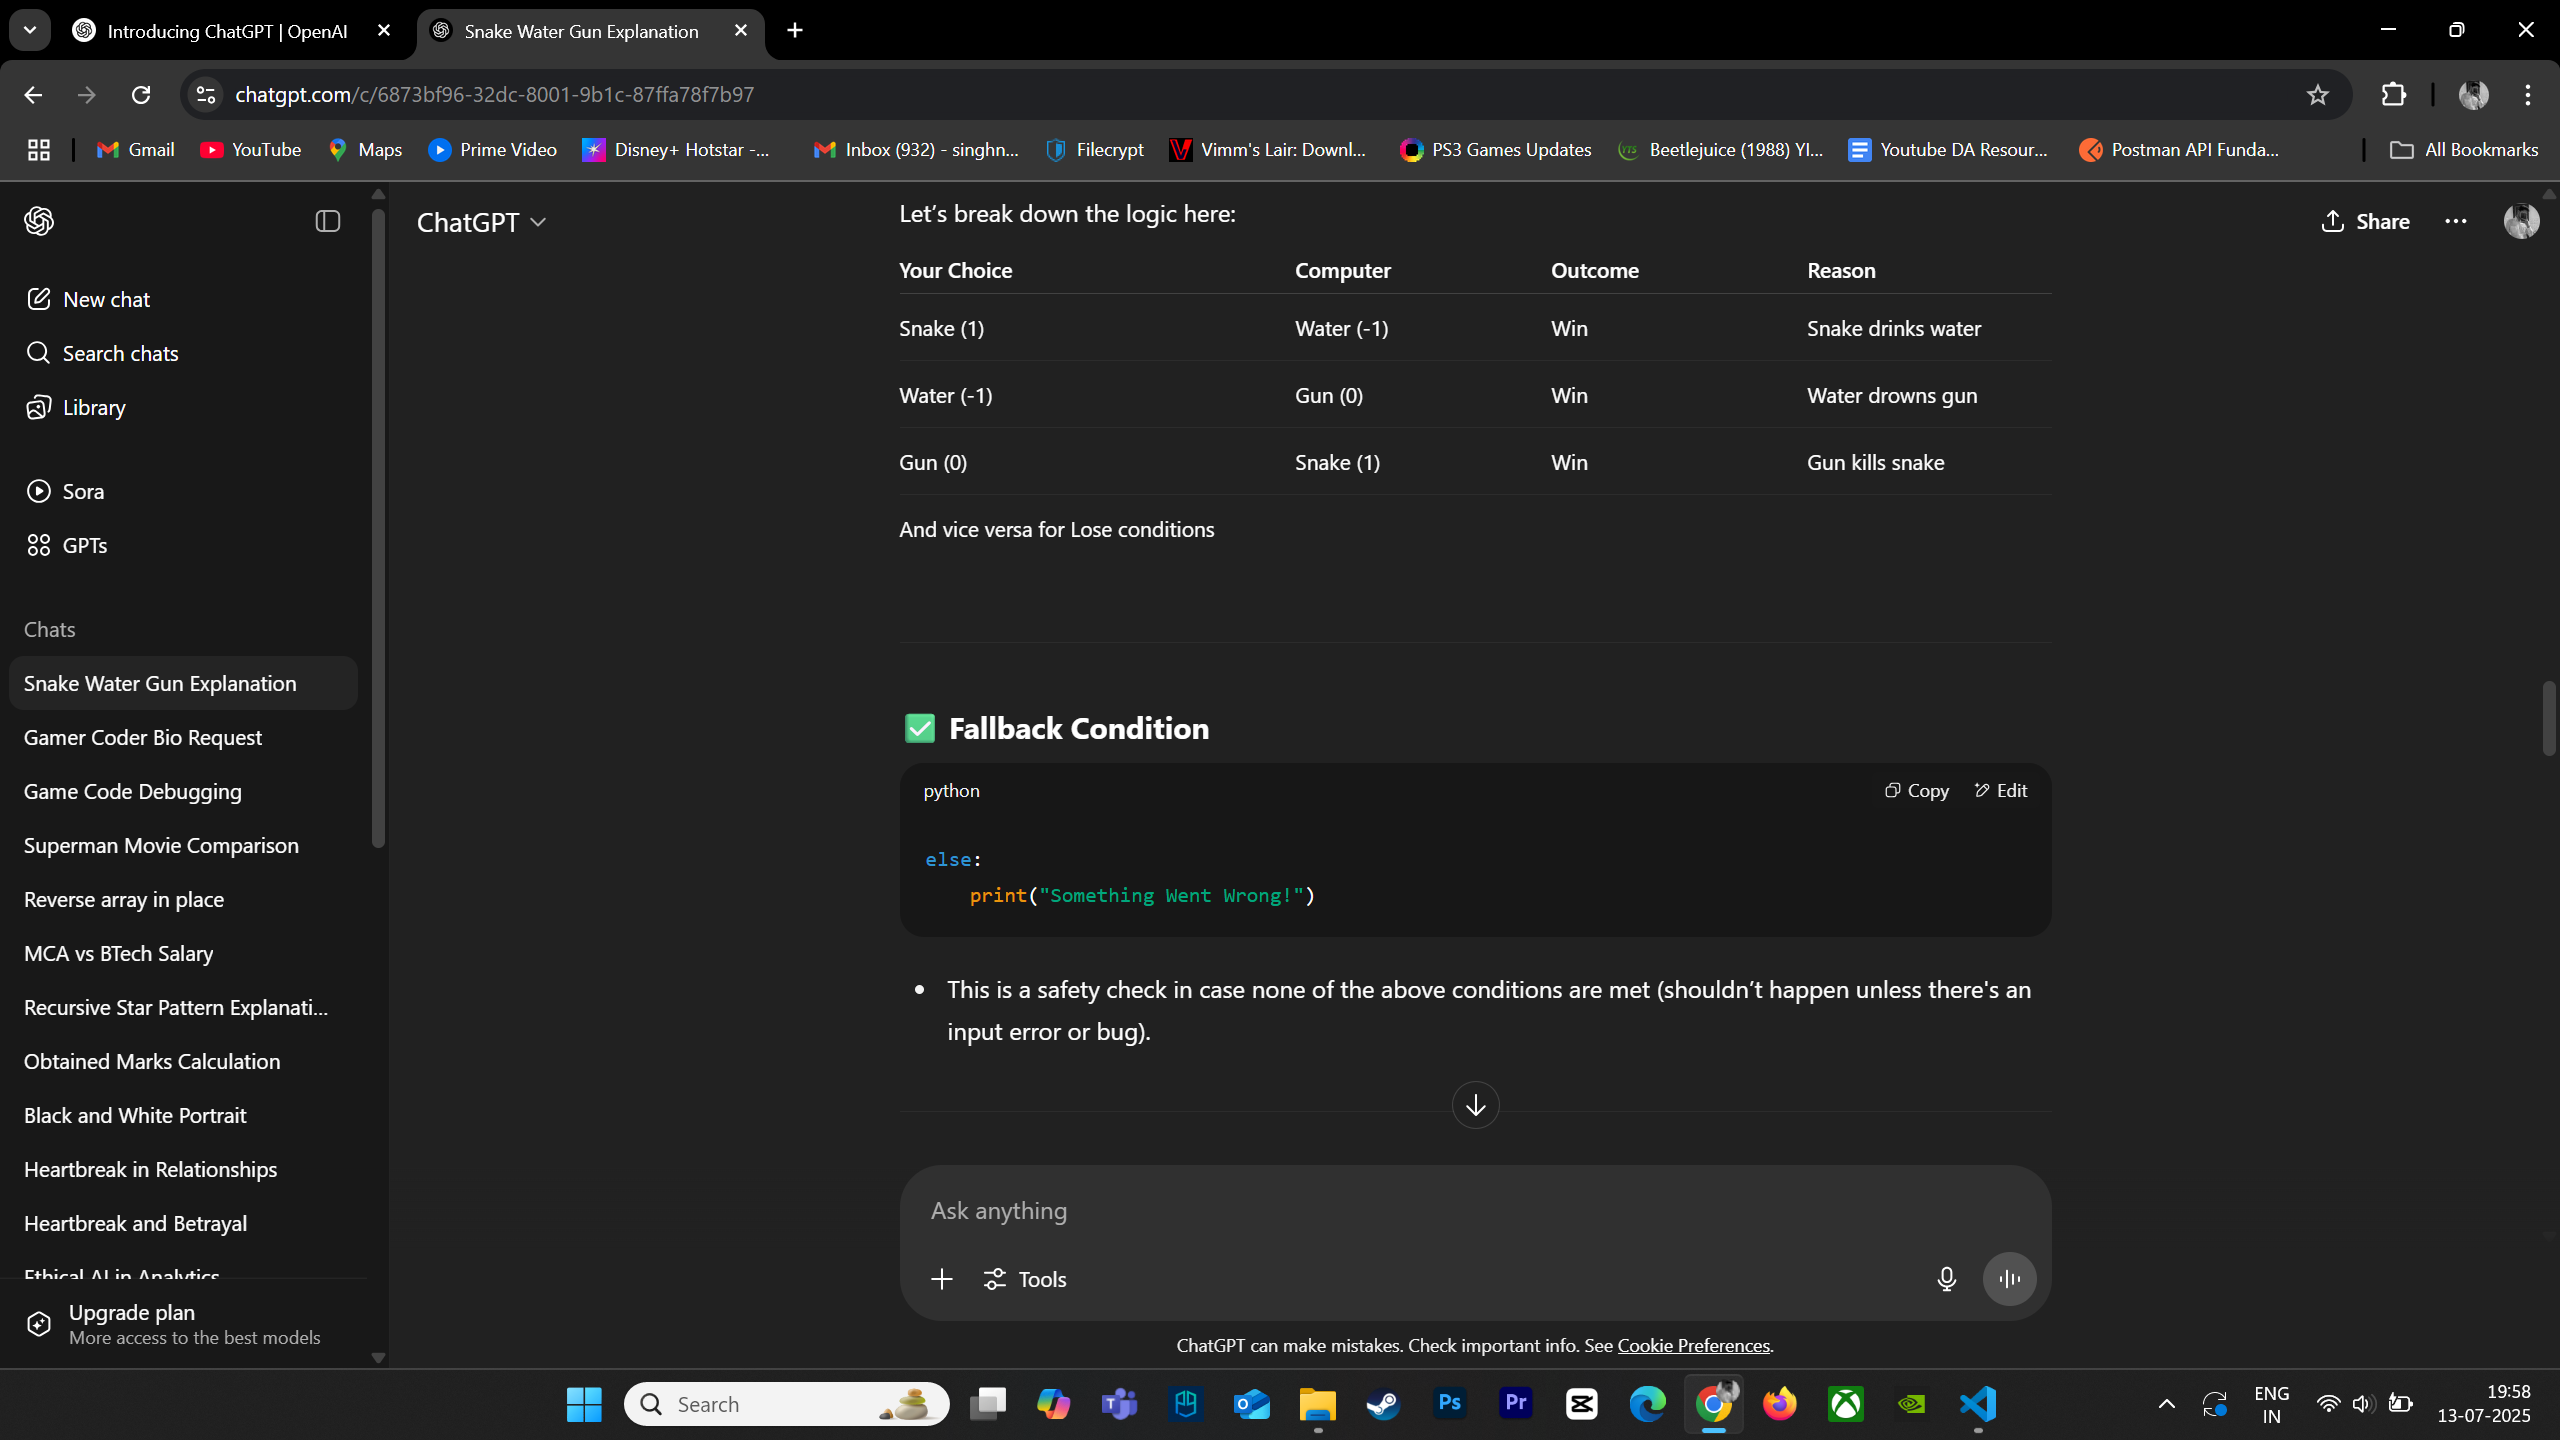 Introducing ChatGPT | OpenAI
Snake Water Gun Explanation
chatgpt.com/c/6873bf96-32dc-8001-9b1c-87ffa78f7b97
Gmail
YouTube
Maps
Prime Video
Disney+ Hotstar -...
Inbox (932) - singhn...
Filecrypt
Vimm's Lair: Downl...
PS3 Games Updates
Beetlejuice (1988) YI...
Youtube DA Resour...
Postman API Funda...
All Bookmarks
New chat
Search chats
Library
Sora
GPTs
Chats
Snake Water Gun Explanation
Gamer Coder Bio Request
Game Code Debugging
Superman Movie Comparison
Reverse array in place
MCA vs BTech Salary
Recursive Star Pattern Explanati...
Obtained Marks Calculation
Black and White Portrait
Heartbreak in Relationships
Heartbreak and Betrayal
Ethical AI in Analytics
Upgrade plan
More access to the best models
ChatGPT
Share
Let’s break down the logic here:
Your Choice Computer Outcome Reason
Snake (1) Water (-1) Win Snake drinks water
Water (-1) Gun (0) Win Water drowns gun
Gun (0) Snake (1) Win Gun kills snake
And vice versa for Lose conditions
✅ Fallback Condition
python
Copy
Edit
else:
print("Something Went Wrong!")
• This is a safety check in case none of the above conditions are met (shouldn’t happen unless there's an
input error or bug).
Ask anything
Tools
ChatGPT can make mistakes. Check important info. See Cookie Preferences.
Search
Ps
Pr
ENG
IN
19:58
13-07-2025